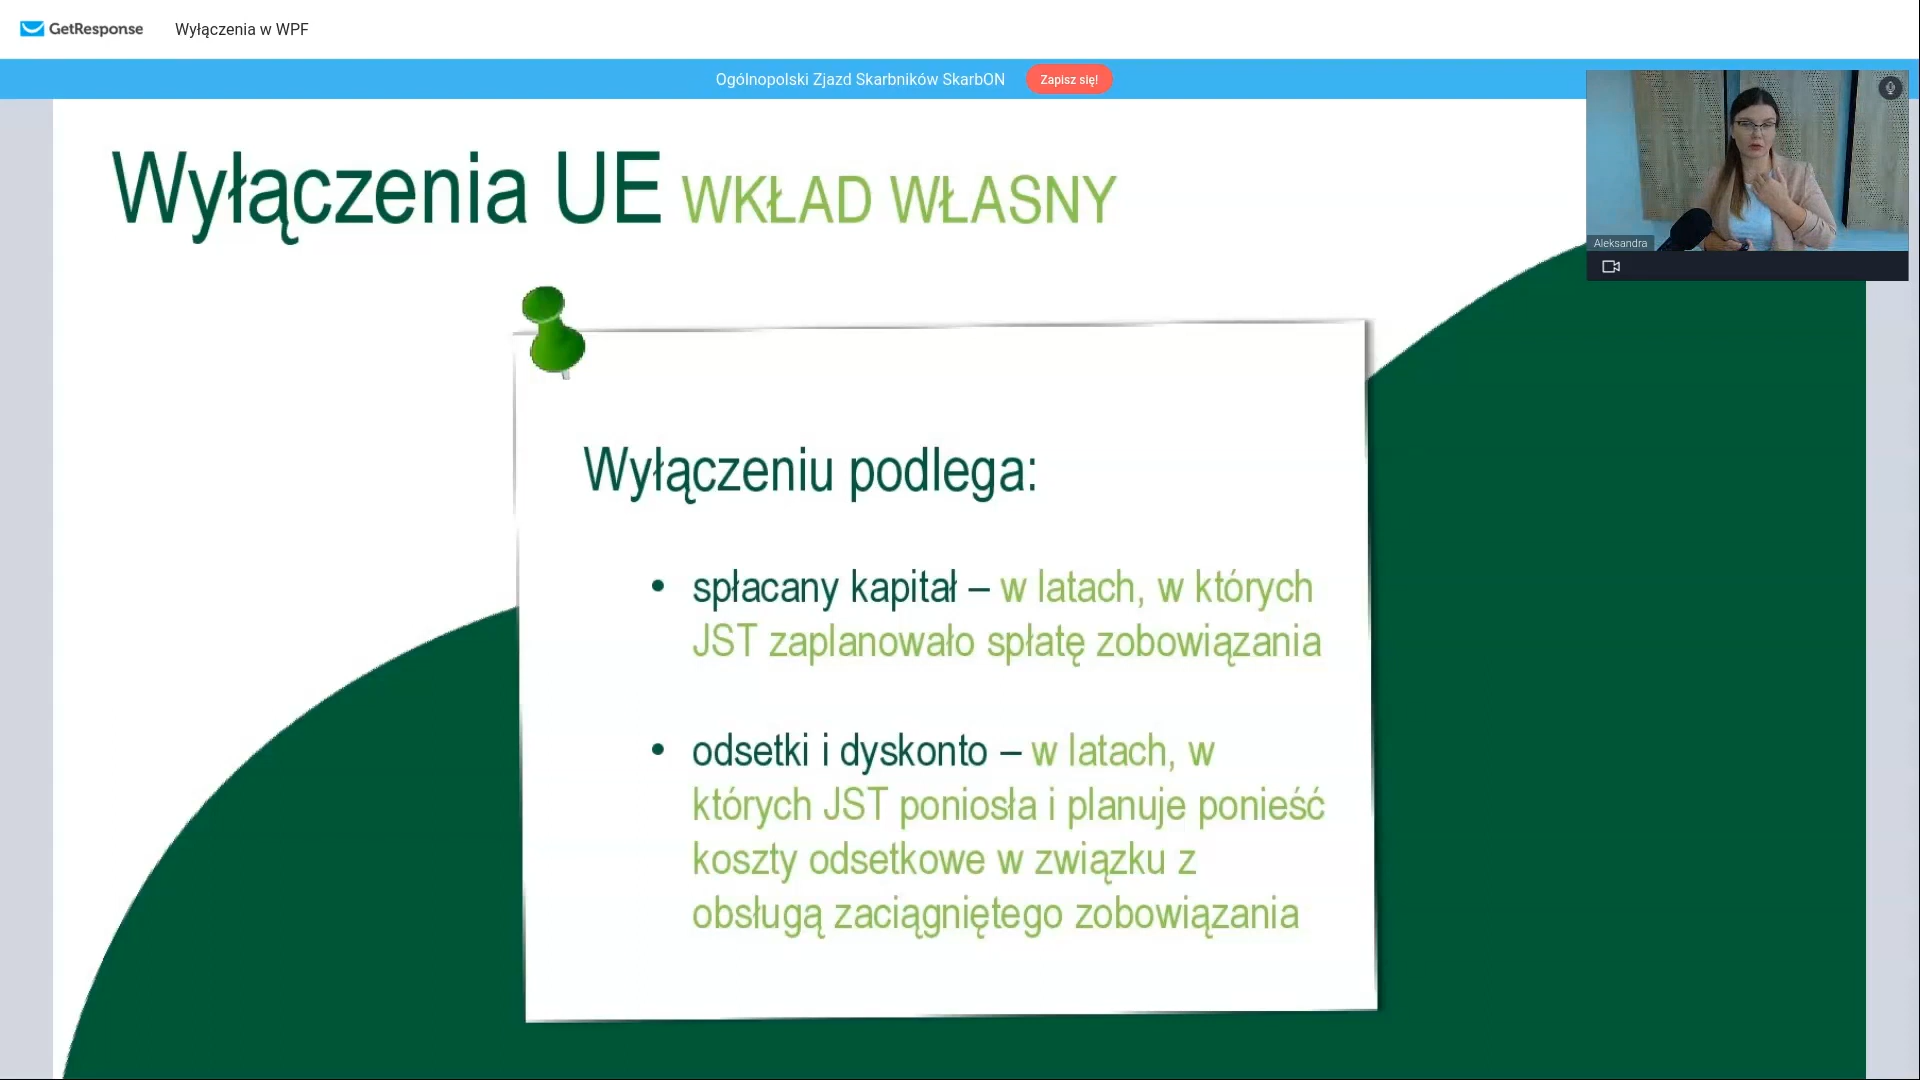 GetResponse
Wyłączenia w WPF
Ogólnopolski Zjazd Skarbników SkarbON
Zapisz się!
Aleksandra
Wyłączenia UE WKŁAD WŁASNY
Wyłączeniu podlega:
• spłacany kapitał – w latach, w których
JST zaplanowało spłatę zobowiązania
• odsetki i dyskonto – w latach, w
których JST poniosła i planuje ponieść
koszty odsetkowe w związku z
obsługą zaciągniętego zobowiązania